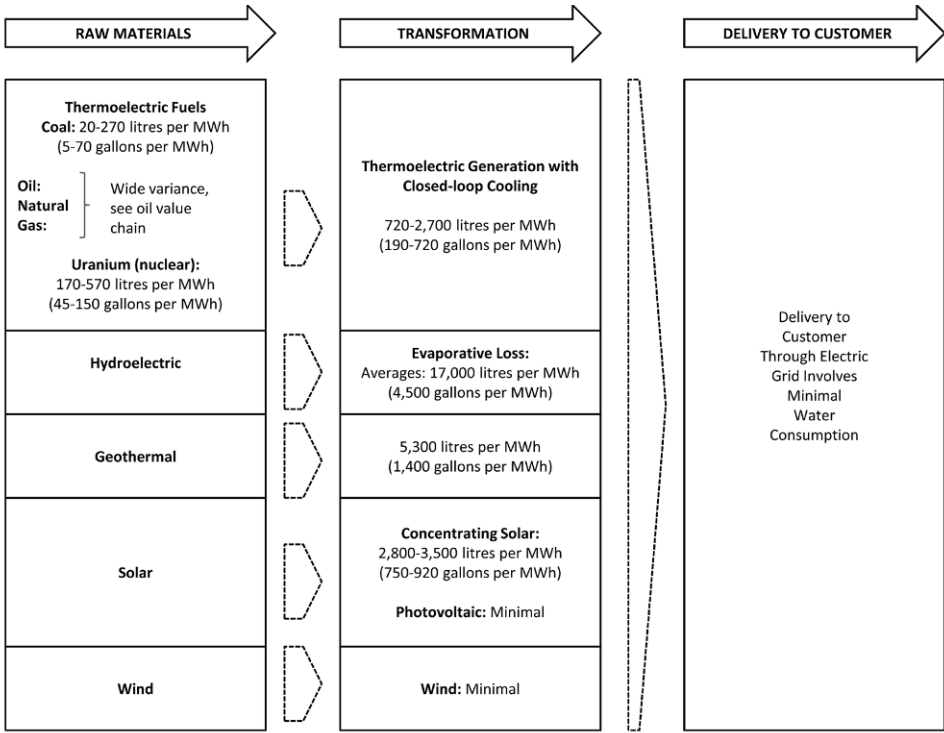 RAW MATERIALS
TRANSFORMATION
DELIVERY TO CUSTOMER
Thermoelectric Fuels
Coal: 20-270 litres per MWh
(5-70 gallons per MWh)
Oil:
Natural
Gas:
Wide variance,
see oil value
chain
Uranium (nuclear):
170-570 litres per MWh
(45-150 gallons per MWh)
Thermoelectric Generation with
Closed-loop Cooling
720-2,700 litres per MWh
(190-720 gallons per MWh)
Hydroelectric
Evaporative Loss:
Averages: 17,000 litres per MWh
(4,500 gallons per MWh)
Geothermal
5,300 litres per MWh
(1,400 gallons per MWh)
Solar
Concentrating Solar:
2,800-3,500 litres per MWh
(750-920 gallons per MWh)
Photovoltaic: Minimal
Wind
Wind: Minimal
Delivery to
Customer
Through Electric
Grid Involves
Minimal
Water
Consumption